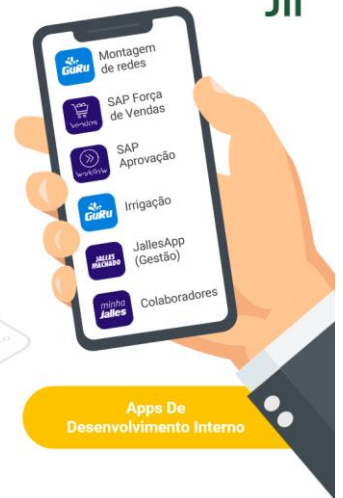 GURU
Montagem
de redes
Vendas
SAP Força
de Vendas
Workflow
SAP
Aprovação
GURU
Irrigação
JALLES
MACHADO
JallesApp
(Gestão)
minha
jalles
Colaboradores
Apps De
Desenvolvimento Interno